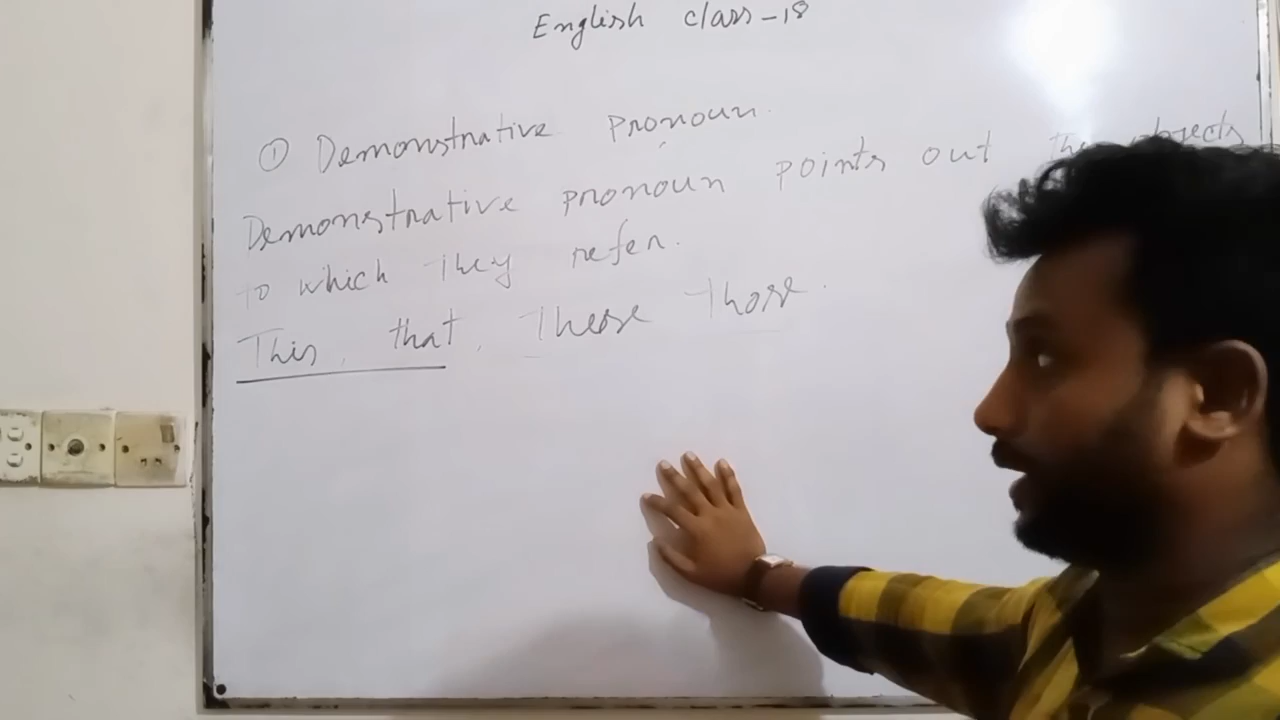 English class-18
① Demonstrative pronoun.
Demonstrative pronoun points out the objects
to which they refer.
This, that, These Those.